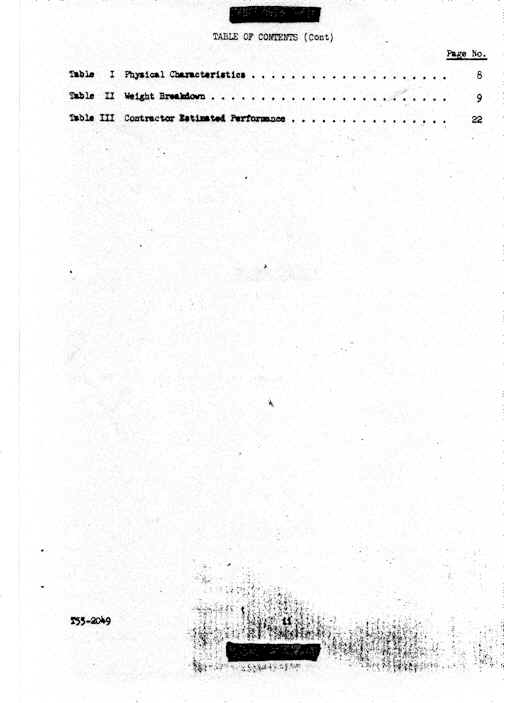 TABLE OF CONTENTS (Cont)
Page No.
Table I Physical Characteristics . . . . . . . . . . . . . . . . . . . . . . 8
Table II Weight Breakdown . . . . . . . . . . . . . . . . . . . . . . . . . . 9
Table III Contractor Estimated Performance . . . . . . . . . . . . . . . . . 22
T55-2049
ii